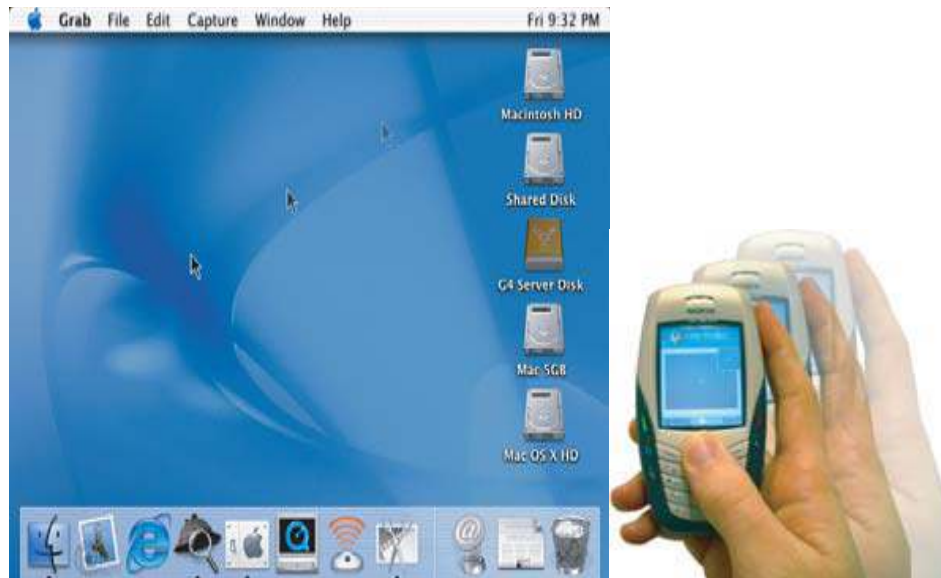 Grab File Edit Capture Window Help Fri 9:32 PM
Macintosh HD
Shared Disk
G4 Server Disk
Mac 5GB
Mac OS X HD
NOKIA